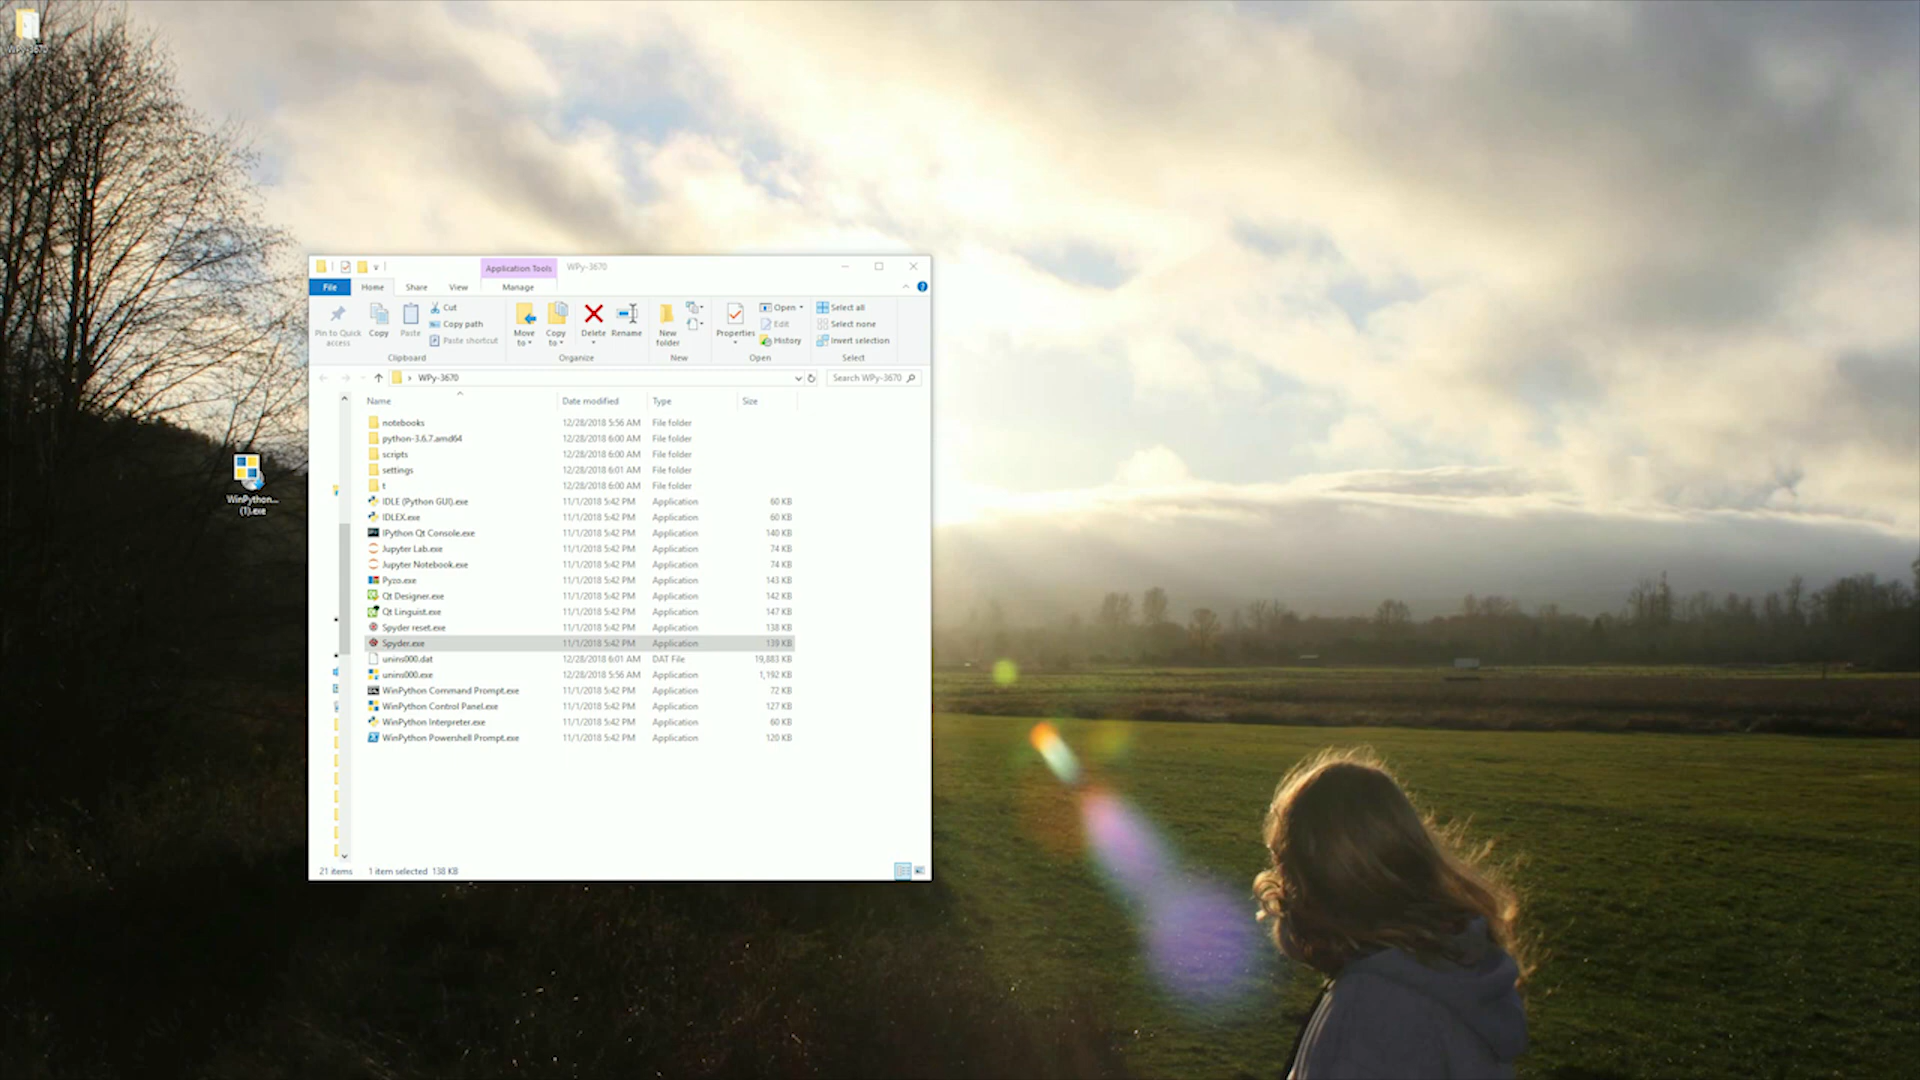 WPy-3670
WinPython...
(1).exe
Application Tools
WPy-3670
File
Home
Share
View
Manage
Pin to Quick
access
Copy
Paste
Cut
Copy path
Paste shortcut
Clipboard
Move
to
Copy
to
Delete
Rename
Organize
New
folder
New
Properties
Open
Edit
History
Open
Select all
Select none
Invert selection
Select
WPy-3670
Search WPy-3670
Name Date modified Type Size
notebooks 12/28/2018 5:56 AM File folder
python-3.6.7.amd64 12/28/2018 6:00 AM File folder
scripts 12/28/2018 6:00 AM File folder
settings 12/28/2018 6:01 AM File folder
t 12/28/2018 6:00 AM File folder
IDLE (Python GUI).exe 11/1/2018 5:42 PM Application 60 KB
IDLEX.exe 11/1/2018 5:42 PM Application 60 KB
IPython Qt Console.exe 11/1/2018 5:42 PM Application 140 KB
Jupyter Lab.exe 11/1/2018 5:42 PM Application 74 KB
Jupyter Notebook.exe 11/1/2018 5:42 PM Application 74 KB
Pyzo.exe 11/1/2018 5:42 PM Application 143 KB
Qt Designer.exe 11/1/2018 5:42 PM Application 142 KB
Qt Linguist.exe 11/1/2018 5:42 PM Application 147 KB
Spyder reset.exe 11/1/2018 5:42 PM Application 138 KB
Spyder.exe 11/1/2018 5:42 PM Application 139 KB
unins000.dat 12/28/2018 6:01 AM DAT File 19,883 KB
unins000.exe 12/28/2018 5:56 AM Application 1,192 KB
WinPython Command Prompt.exe 11/1/2018 5:42 PM Application 72 KB
WinPython Control Panel.exe 11/1/2018 5:42 PM Application 127 KB
WinPython Interpreter.exe 11/1/2018 5:42 PM Application 60 KB
WinPython Powershell Prompt.exe 11/1/2018 5:42 PM Application 120 KB
21 items 1 item selected 138 KB